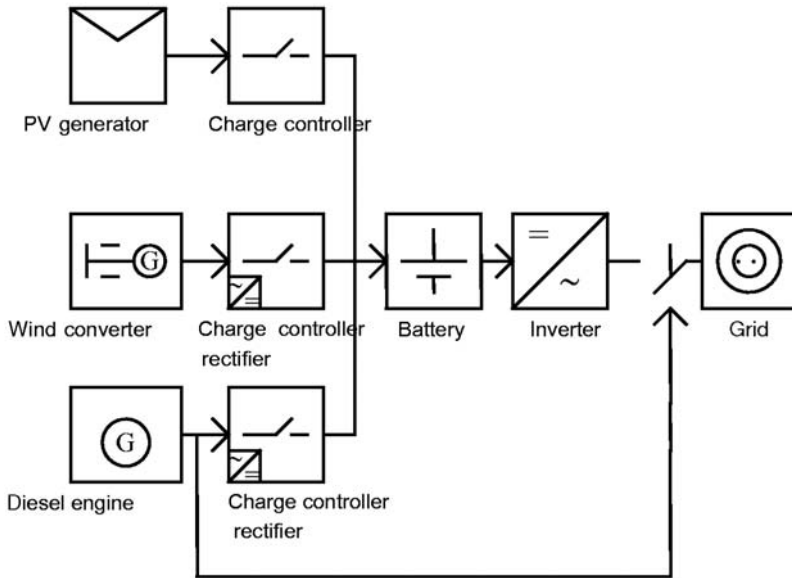 PV generator
Charge controller
G
~
=
=
~
Wind converter
Charge controller
rectifier
Battery
Inverter
Grid
G
~
=
Diesel engine
Charge controller
rectifier